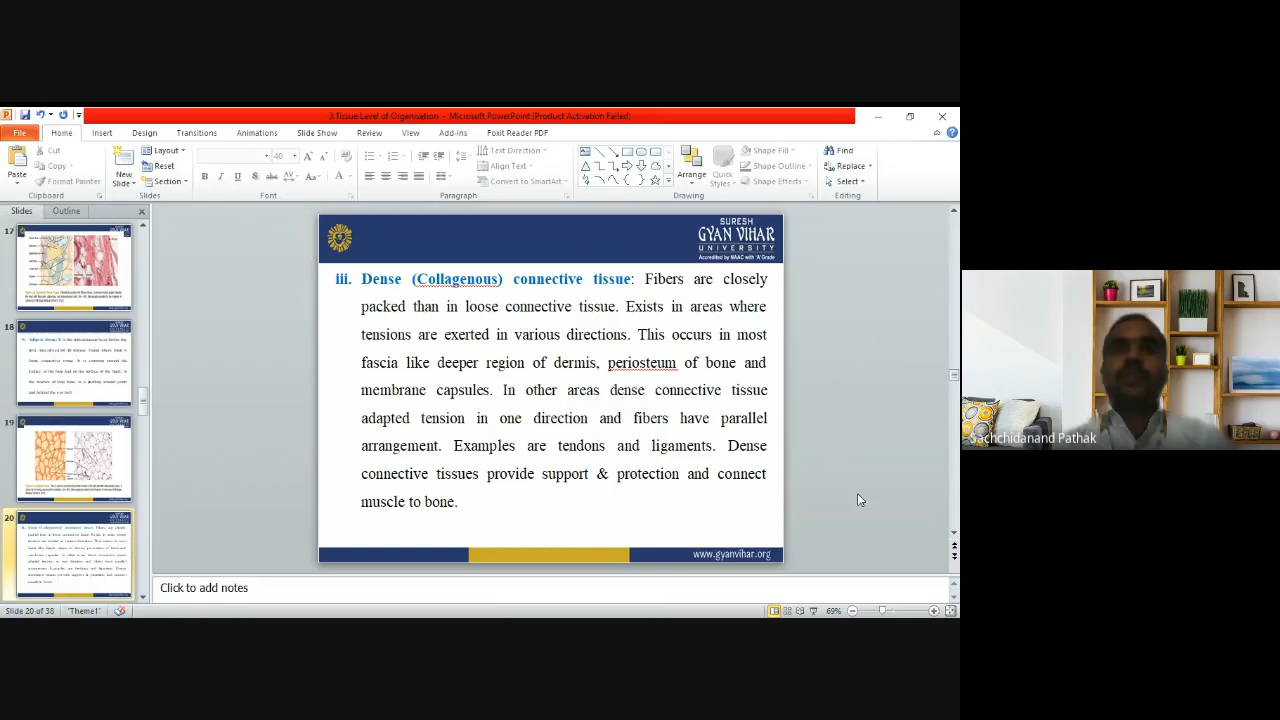 3.Tissue Level of Organisation - Microsoft PowerPoint (Product Activation Failed)
File Home Insert Design Transitions Animations Slide Show Review View Add-Ins Foxit Reader PDF
Paste
Cut
Copy
Format Painter
Clipboard
New Slide
Layout
Reset
Section
Slides
40
Font
Paragraph
Text Direction
Align Text
Convert to SmartArt
Arrange
Quick Styles
Shape Fill
Shape Outline
Shape Effects
Drawing
Find
Replace
Select
Editing
Slides Outline
17
18
19
20
SURESH
GYAN VIHAR
UNIVERSITY
Accredited by NAAC with 'A' Grade
iii. Dense (Collagenous) connective tissue: Fibers are closely
packed than in loose connective tissue. Exists in areas where
tensions are exerted in various directions. This occurs in most
fascia like deeper region of dermis, periosteum of bone and
membrane capsules. In other areas dense connective tissue
adapted tension in one direction and fibers have parallel
arrangement. Examples are tendons and ligaments. Dense
connective tissues provide support & protection and connect
muscle to bone.
www.gyanvihar.org
Click to add notes
Slide 20 of 38 'Theme1' 69%
Sachchidanand Pathak